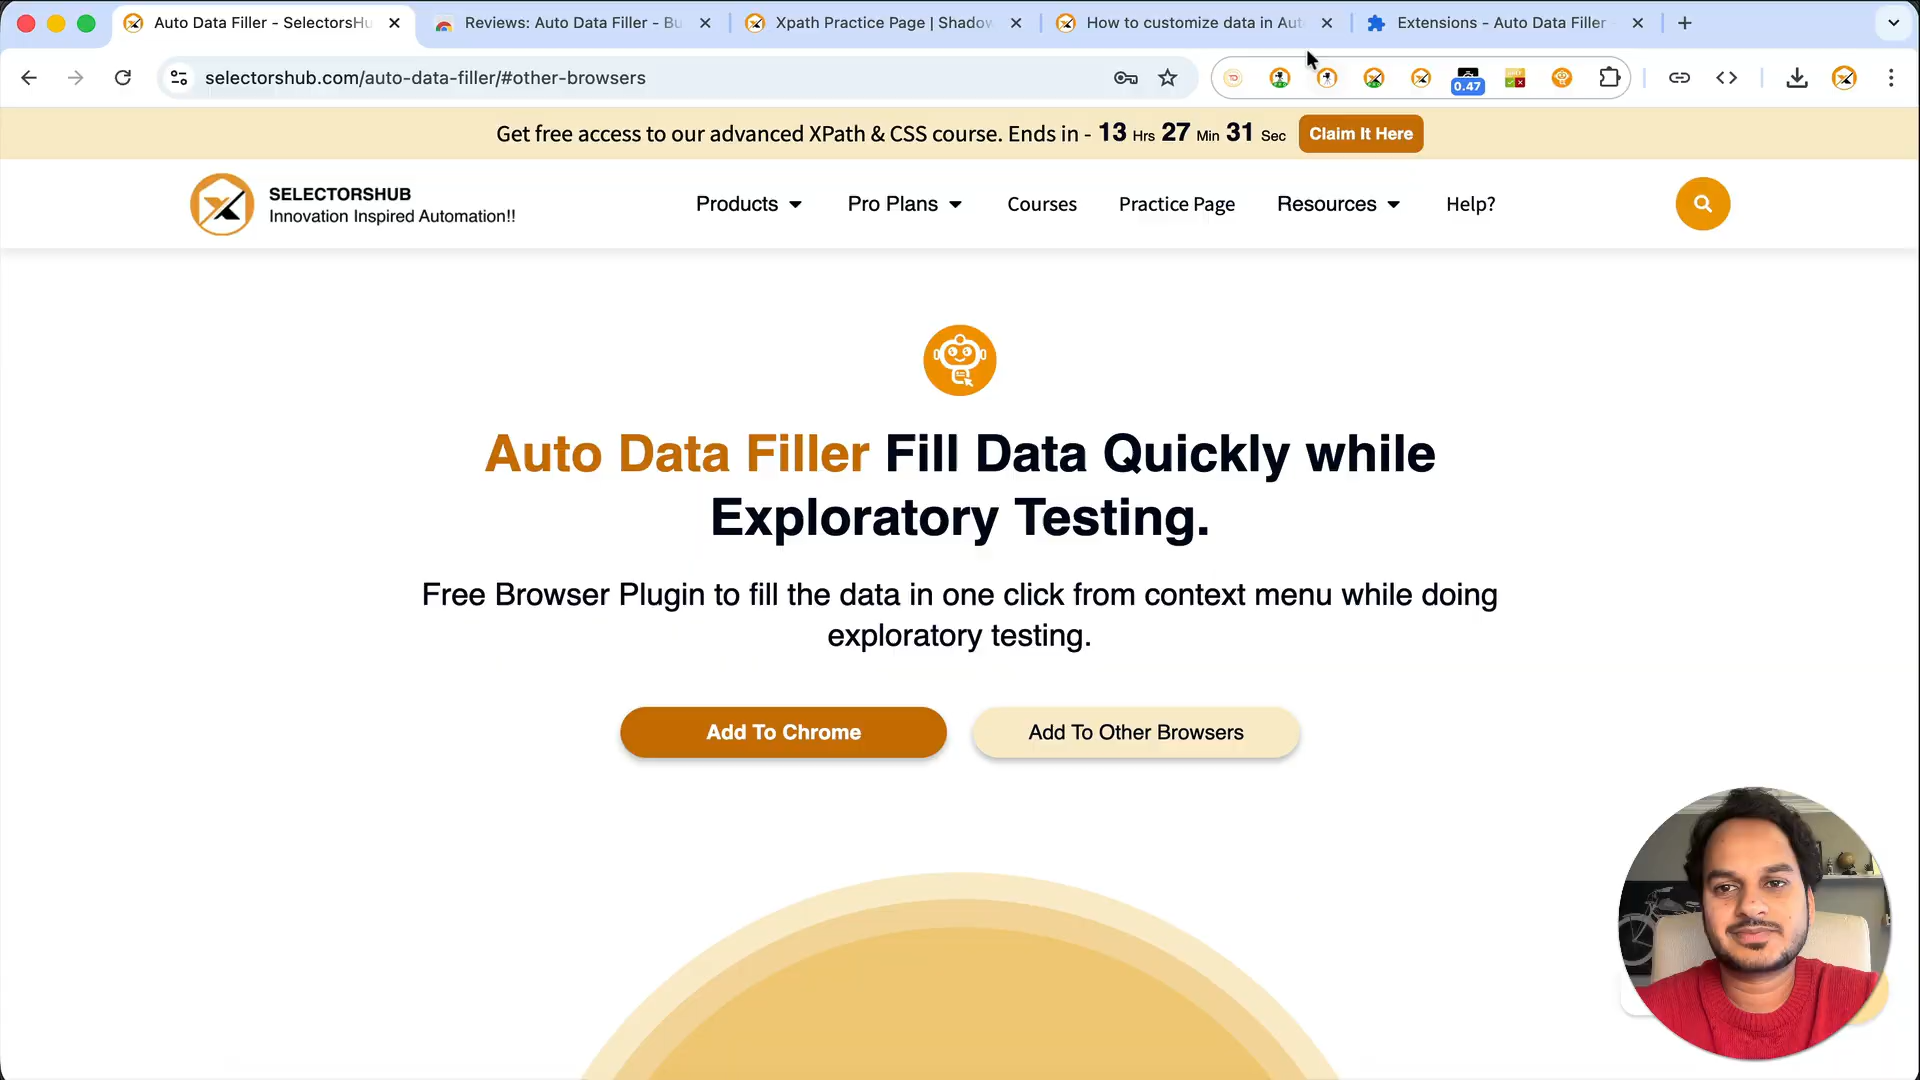 Auto Data Filler - SelectorsHu
Reviews: Auto Data Filler - Bu
Xpath Practice Page | Shadow
How to customize data in Aut
Extensions - Auto Data Filler
selectorshub.com/auto-data-filler/#other-browsers
0.47
Get free access to our advanced XPath & CSS course. Ends in - 13 Hrs 27 Min 31 Sec
Claim It Here
SELECTORSHUB
Innovation Inspired Automation!!
Products
Pro Plans
Courses
Practice Page
Resources
Help?
Auto Data Filler Fill Data Quickly while
Exploratory Testing.
Free Browser Plugin to fill the data in one click from context menu while doing
exploratory testing.
Add To Chrome
Add To Other Browsers